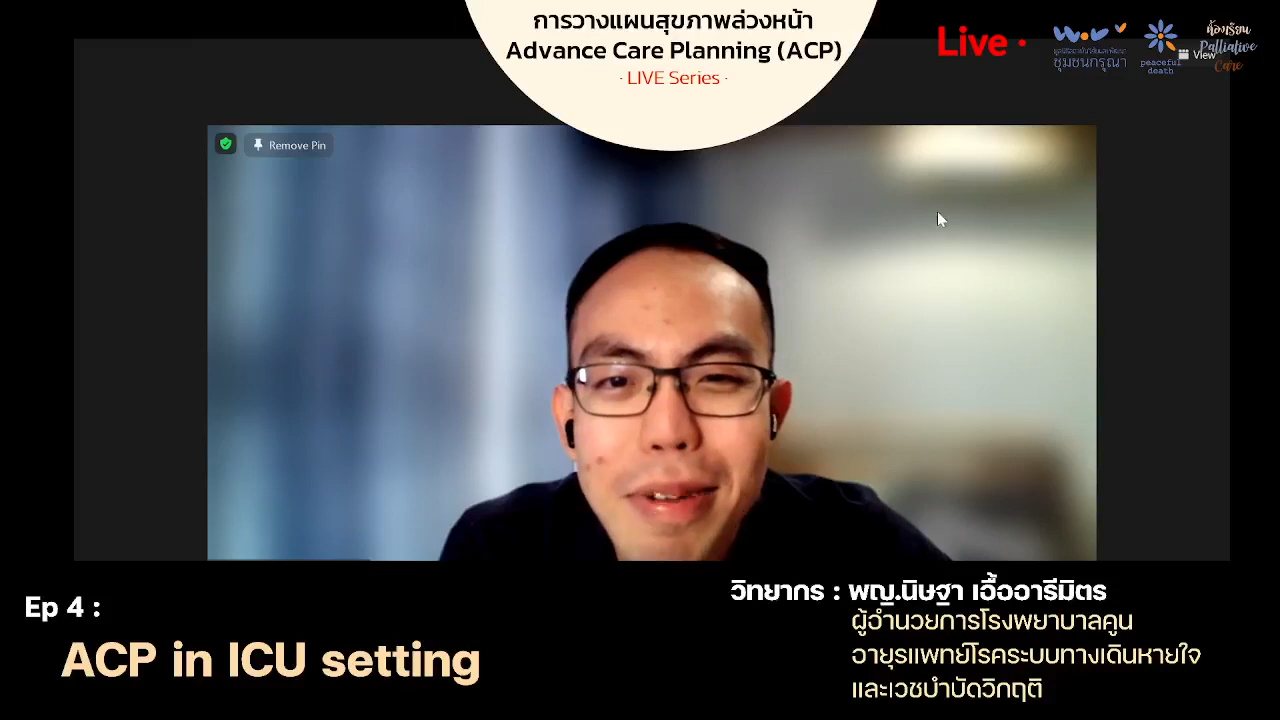 การวางแผนสุขภาพล่วงหน้า
Advance Care Planning (ACP)
· LIVE Series ·
Live ·
ชุมชนกรุณา
peaceful
death
ห้องเรียน
Palliative
Care
View
Remove Pin
Ep 4 :
ACP in ICU setting
วิทยากร : พญ.นิษฐา เอื้ออารีมิตร
ผู้อำนวยการโรงพยาบาลคูน
อายุรแพทย์โรคระบบทางเดินหายใจ
และเวชบำบัดวิกฤติ